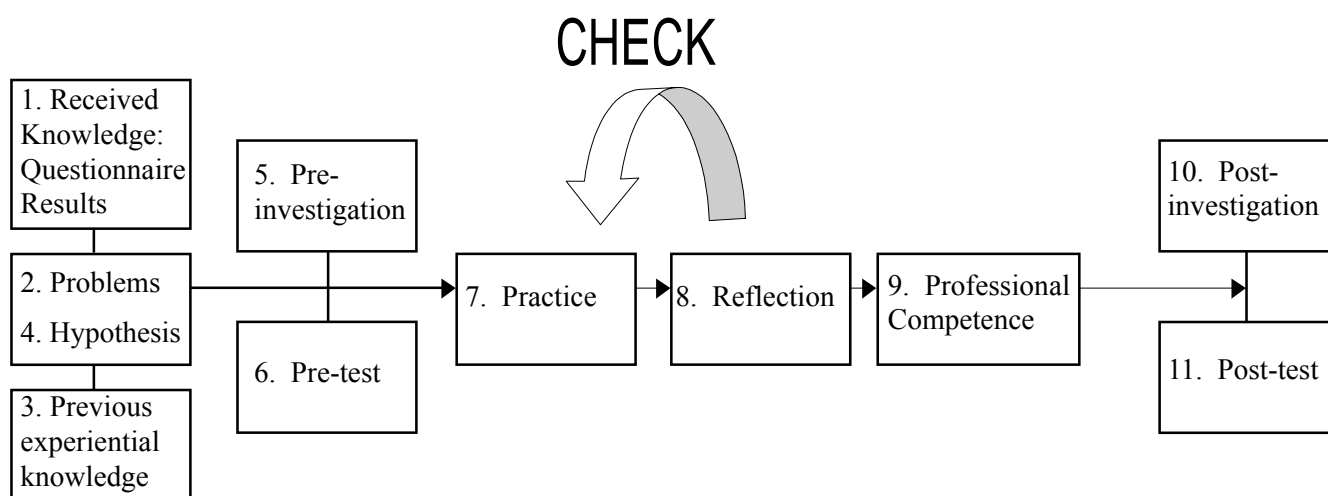 CHECK
1. Received
Knowledge:
Questionnaire
Results
2. Problems
4. Hypothesis
3. Previous
experiential
knowledge
5. Pre-
investigation
6. Pre-test
7. Practice
8. Reflection
9. Professional
Competence
10. Post-
investigation
11. Post-test